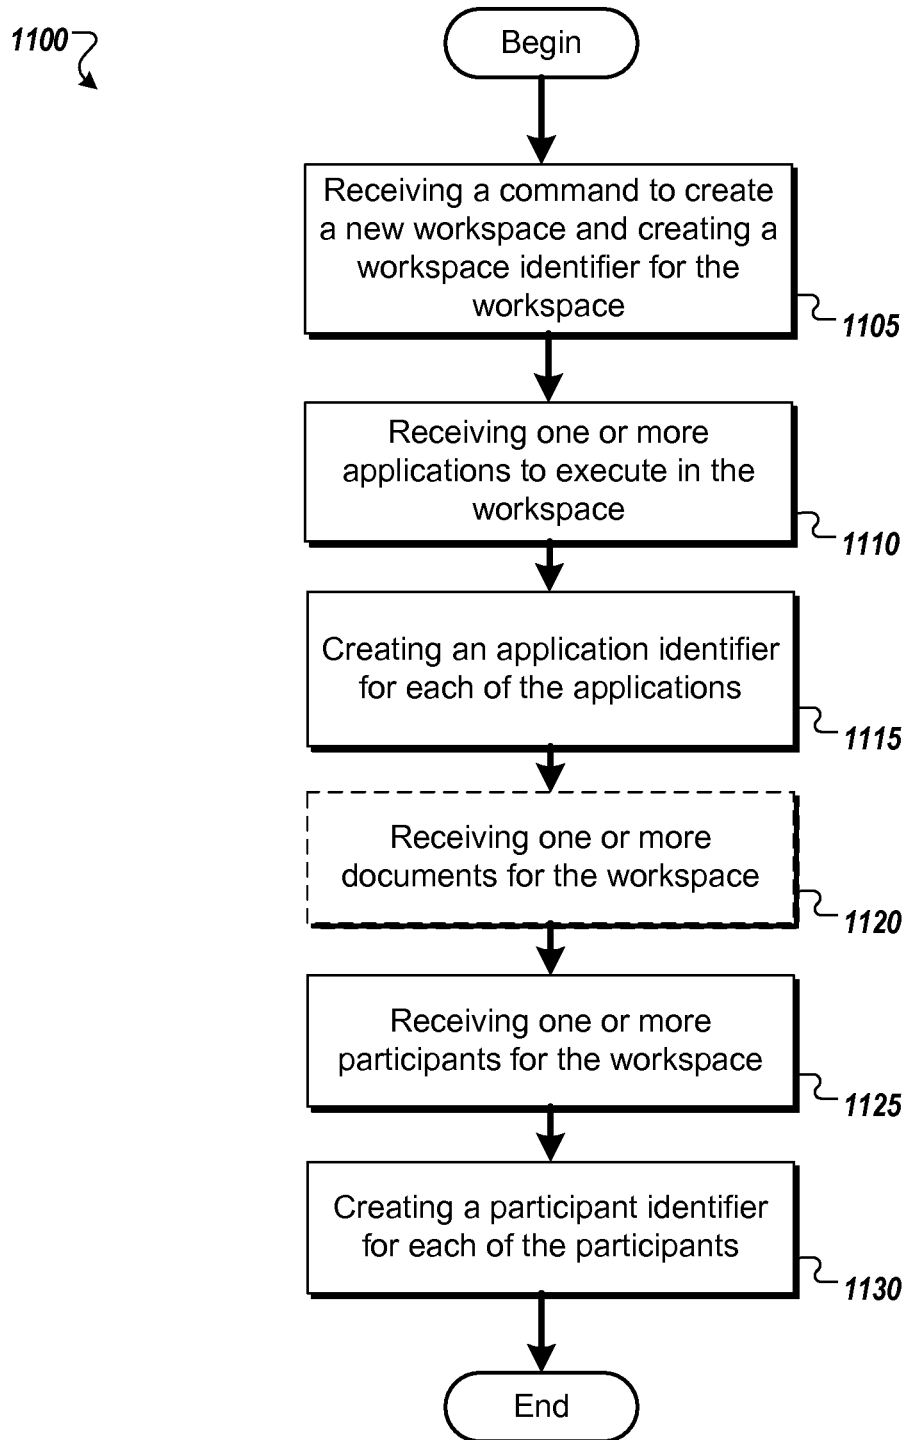 1100
Begin
Receiving a command to create
a new workspace and creating a
workspace identifier for the
workspace
1105
Receiving one or more
applications to execute in the
workspace
1110
Creating an application identifier
for each of the applications
1115
Receiving one or more
documents for the workspace
1120
Receiving one or more
participants for the workspace
1125
Creating a participant identifier
for each of the participants
1130
End